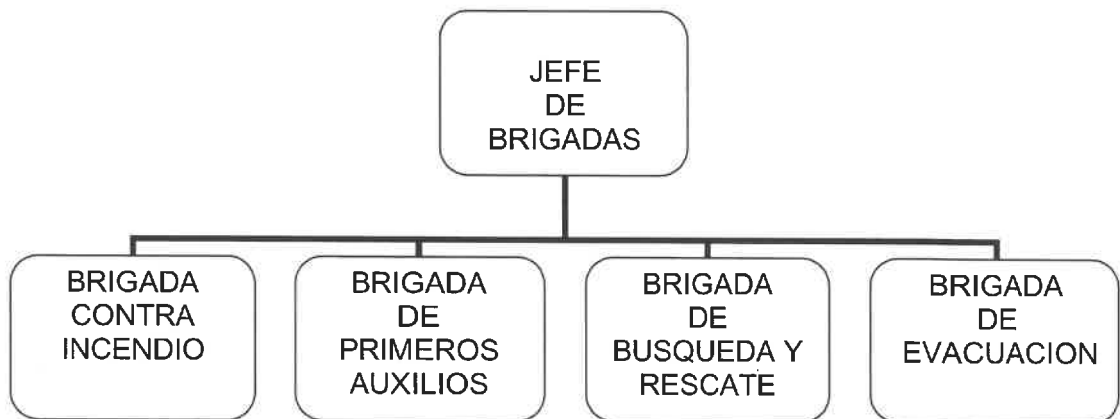 JEFE
DE
BRIGADAS
BRIGADA
CONTRA
INCENDIO
BRIGADA
DE
PRIMEROS
AUXILIOS
BRIGADA
DE
BUSQUEDA Y
RESCATE
BRIGADA
DE
EVACUACION